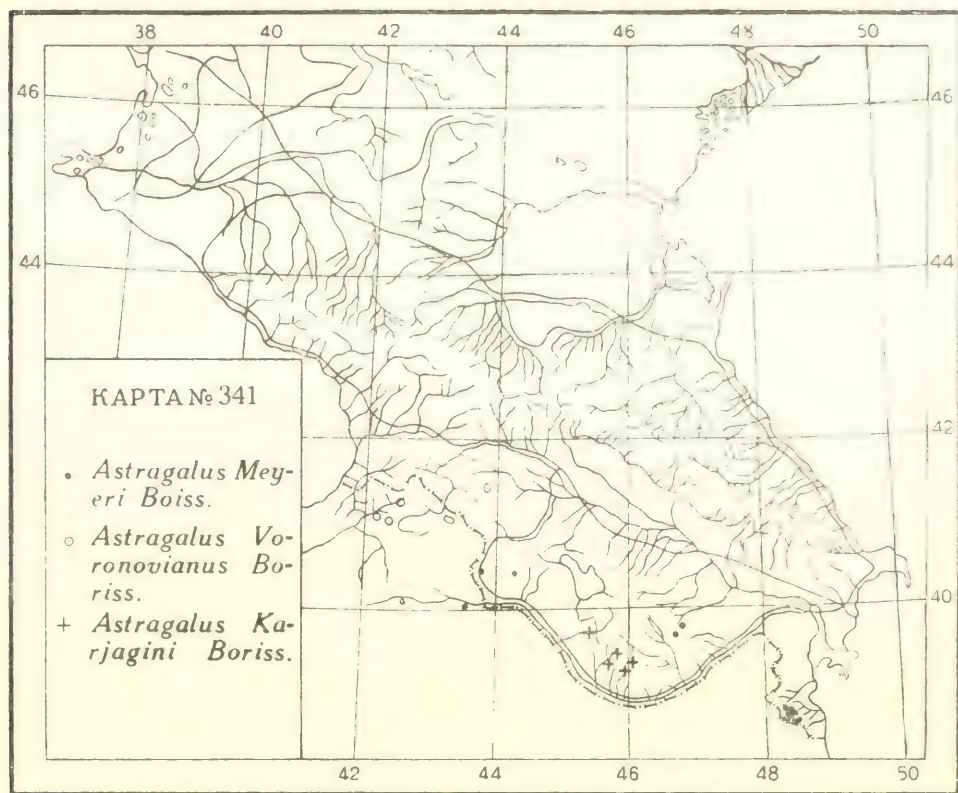 38 40 42 44 46 48 50
46 46
44 44
КАРТА № 341
42
• Astragalus Mey-
eri Boiss.
○ Astragalus Vo-
ronovianus Bo-
riss.
40
+ Astragalus Ka-
rjagini Boriss.
42 44 46 48 50